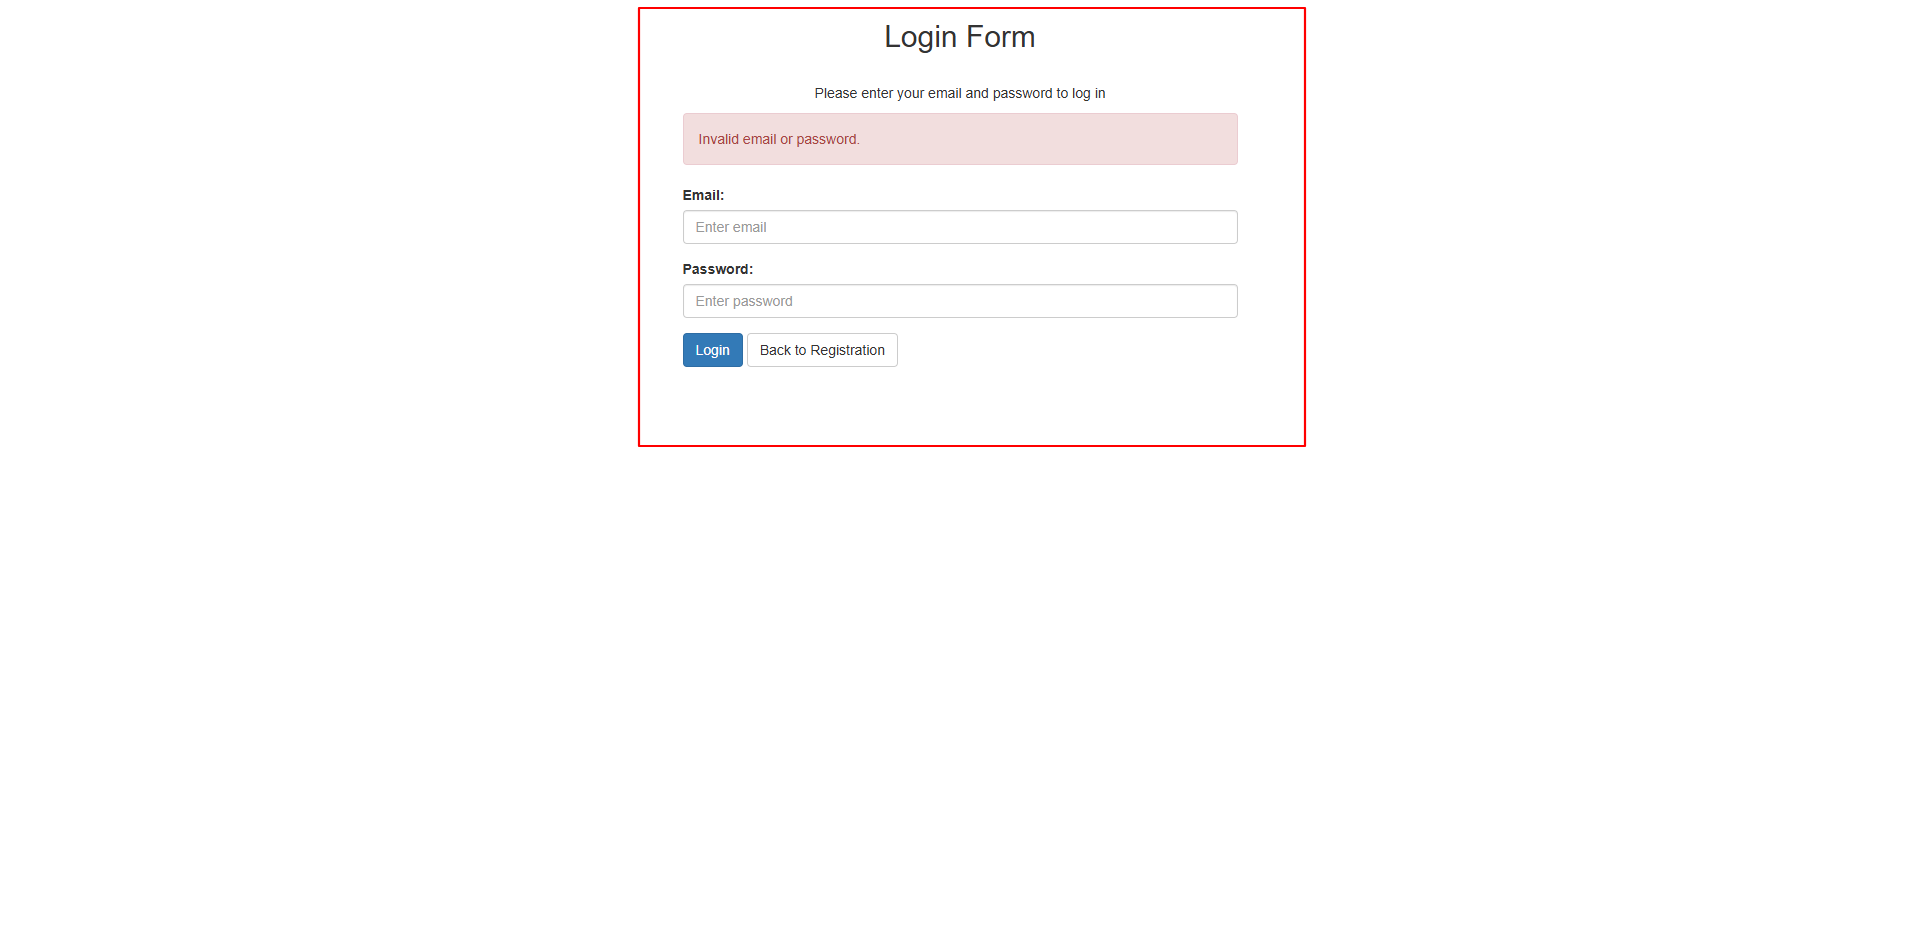 Login Form
Please enter your email and password to log in
Invalid email or password.
Email:
Enter email
Password:
Enter password
Login Back to Registration